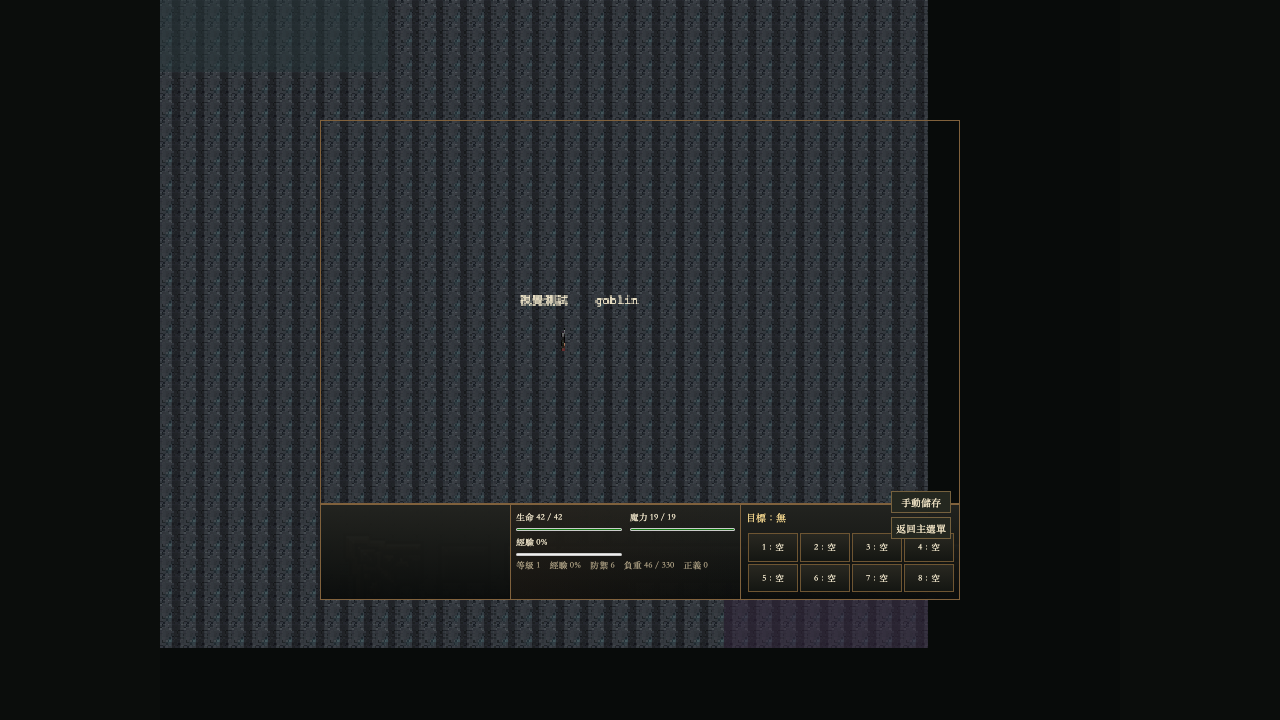 視覺測試 goblin
手動儲存
生命 42 / 42 魔力 19 / 19 目標：無
返回主選單
經驗 0%
1：空 2：空 3：空 4：空
等級 1 經驗 0% 防禦 6 負重 46 / 330 正義 0
5：空 6：空 7：空 8：空